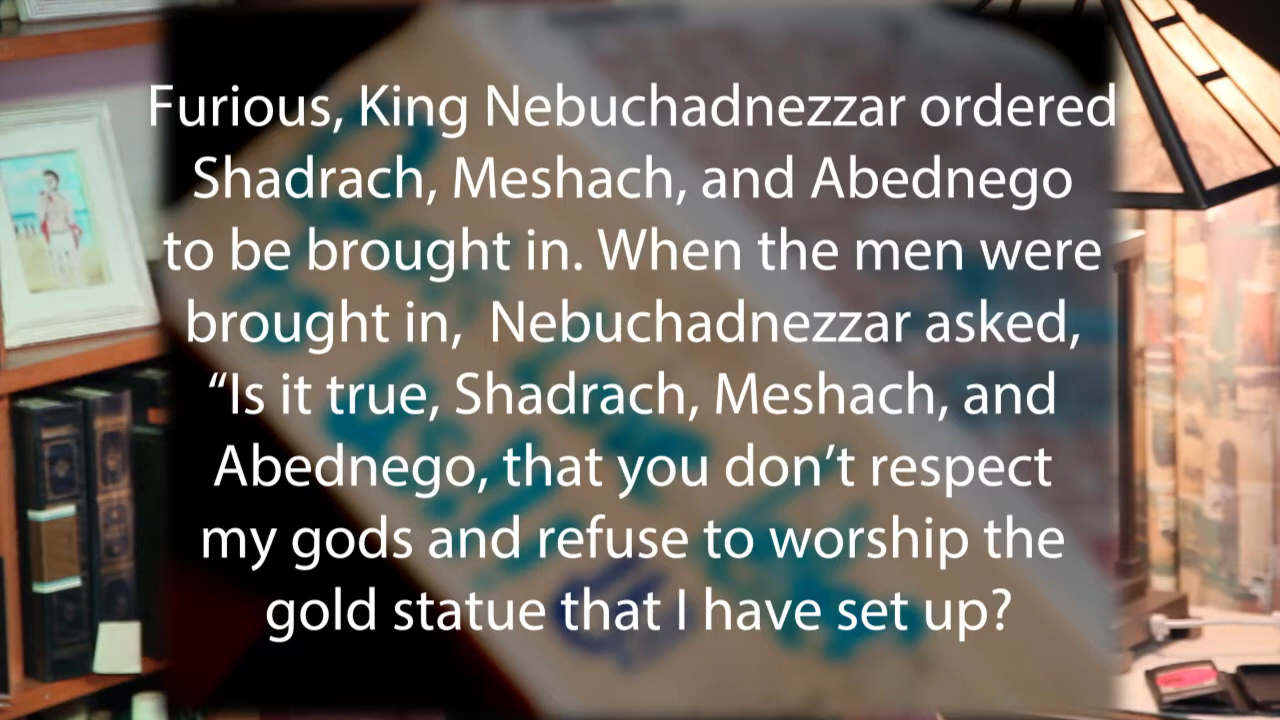 Furious, King Nebuchadnezzar ordered
Shadrach, Meshach, and Abednego
to be brought in. When the men were
brought in,  Nebuchadnezzar asked,
“Is it true, Shadrach, Meshach, and
Abednego, that you don’t respect
my gods and refuse to worship the
gold statue that I have set up?